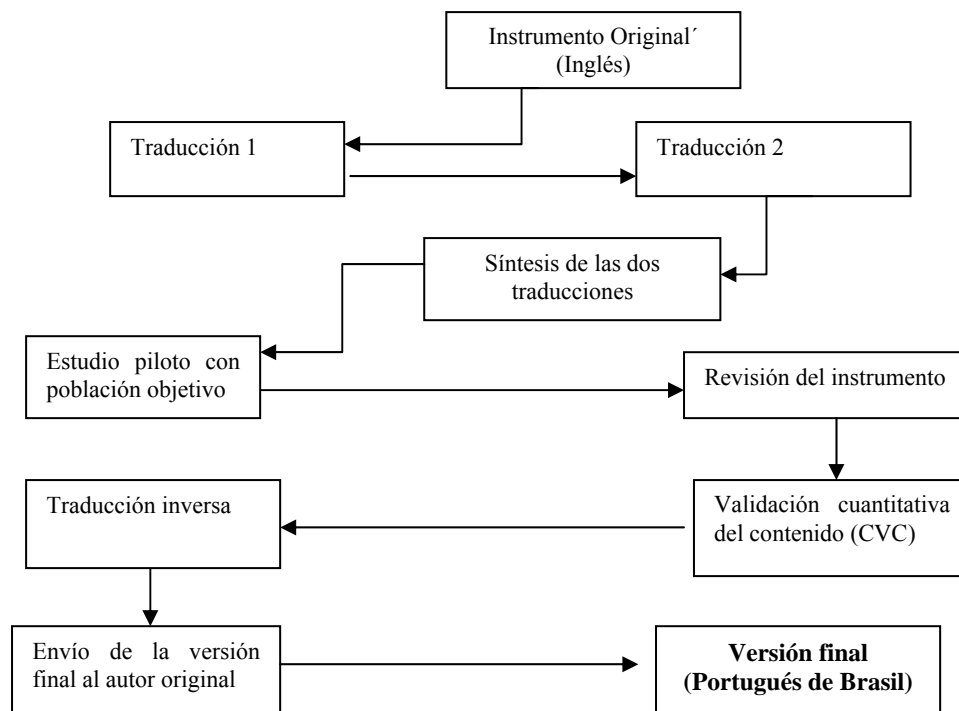 Instrumento Original´
(Inglés)
Traducción 1
Traducción 2
Síntesis de las dos
traducciones
Estudio piloto con
población objetivo
Revisión del instrumento
Traducción inversa
Validación cuantitativa
del contenido (CVC)
Envío de la versión
final al autor original
Versión final
(Portugués de Brasil)